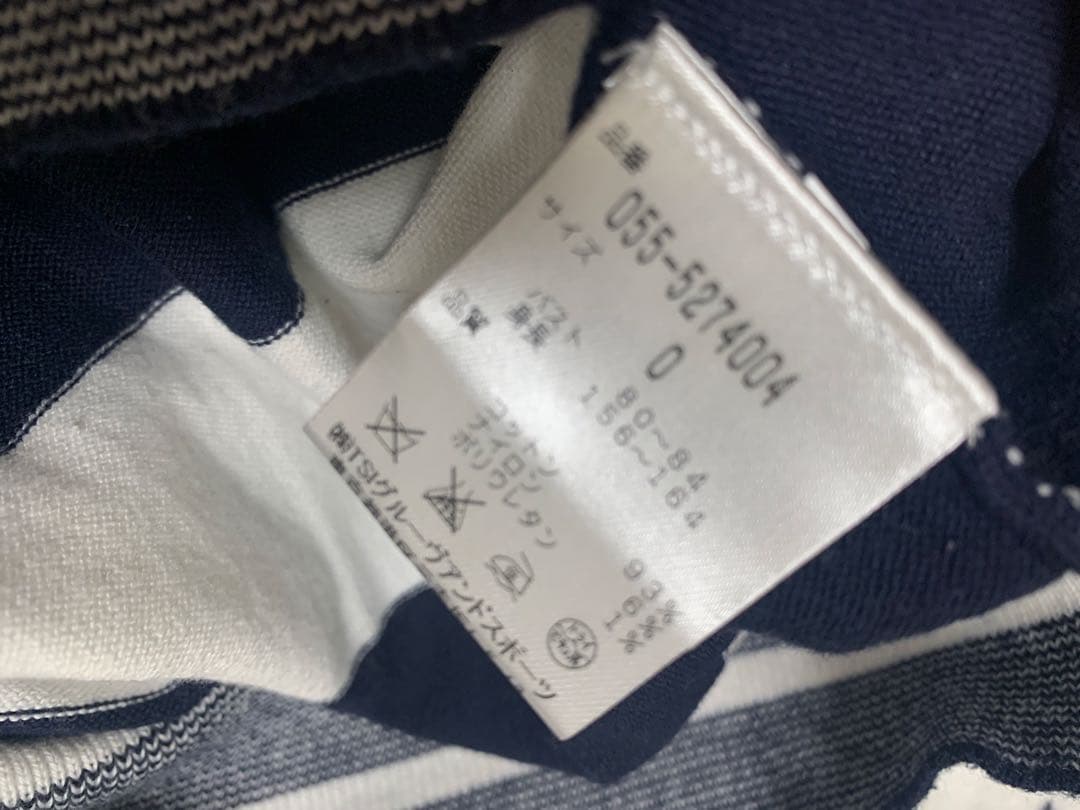 品番 055-5274004
サイズ 0
バスト 80〜84
身長 156〜164
品質 コットン 93%
ナイロン 6%
ポリウレタン 1%
㈱TSIグルーヴアンドスポーツ